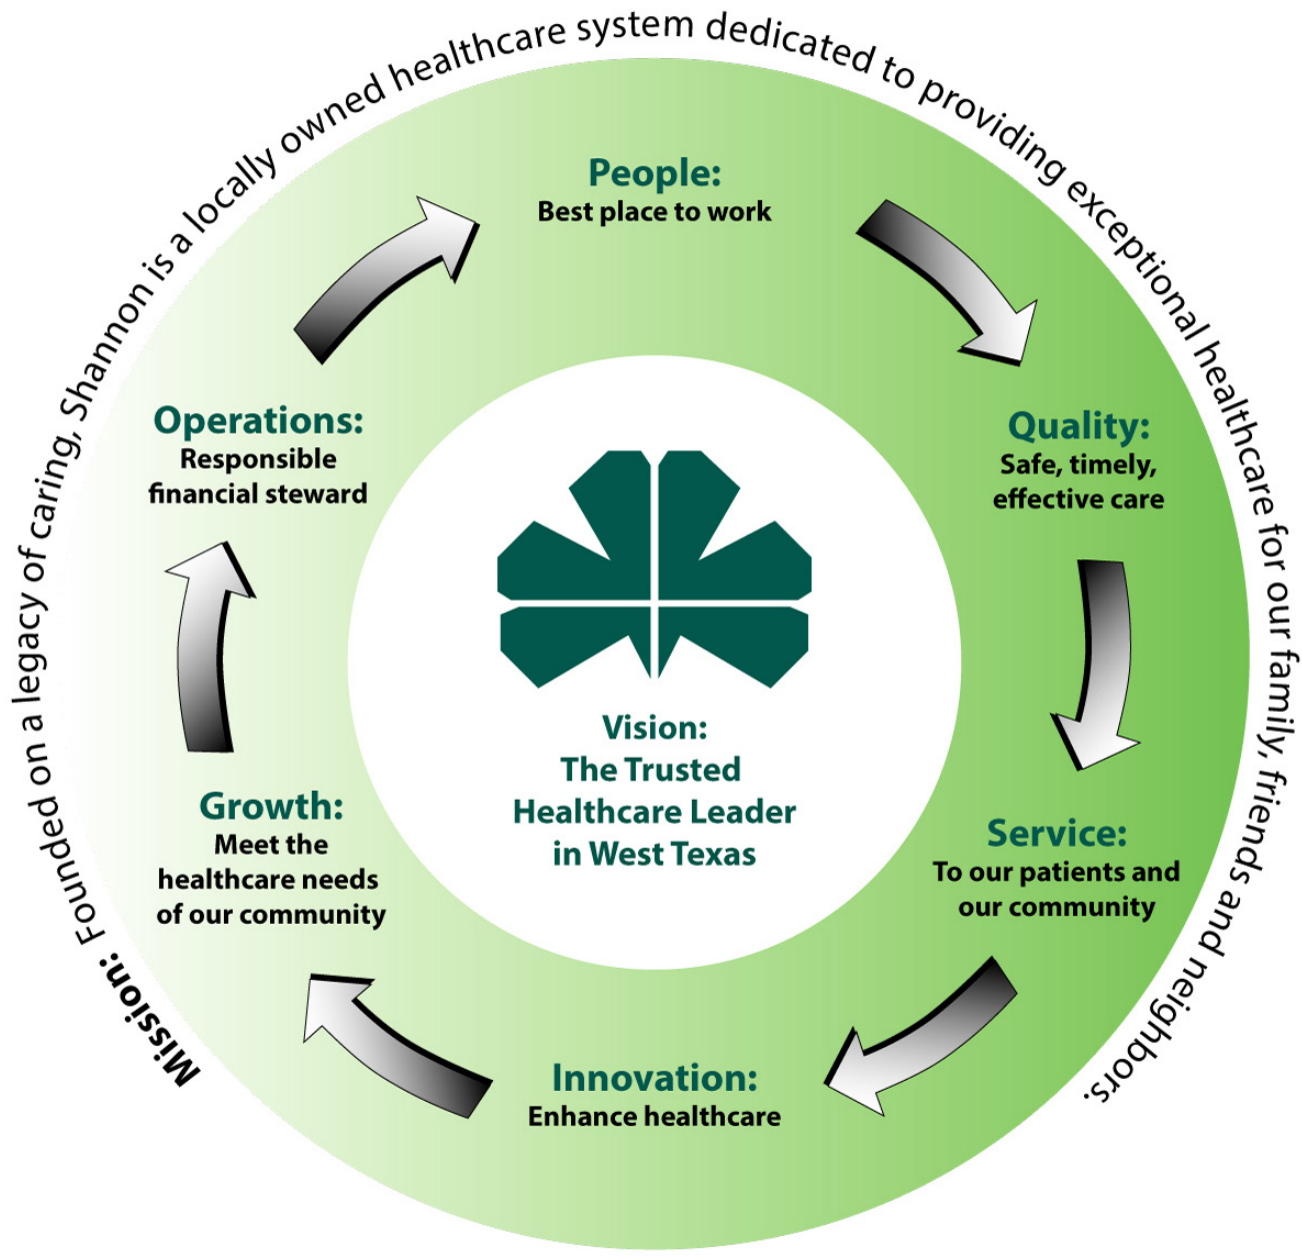 Mission: Founded on a legacy of caring, Shannon is a locally owned healthcare system dedicated to providing exceptional healthcare for our family, friends and neighbors.
People:
Best place to work
Quality:
Safe, timely,
effective care
Service:
To our patients and
our community
Innovation:
Enhance healthcare
Growth:
Meet the
healthcare needs
of our community
Operations:
Responsible
financial steward
Vision:
The Trusted
Healthcare Leader
in West Texas